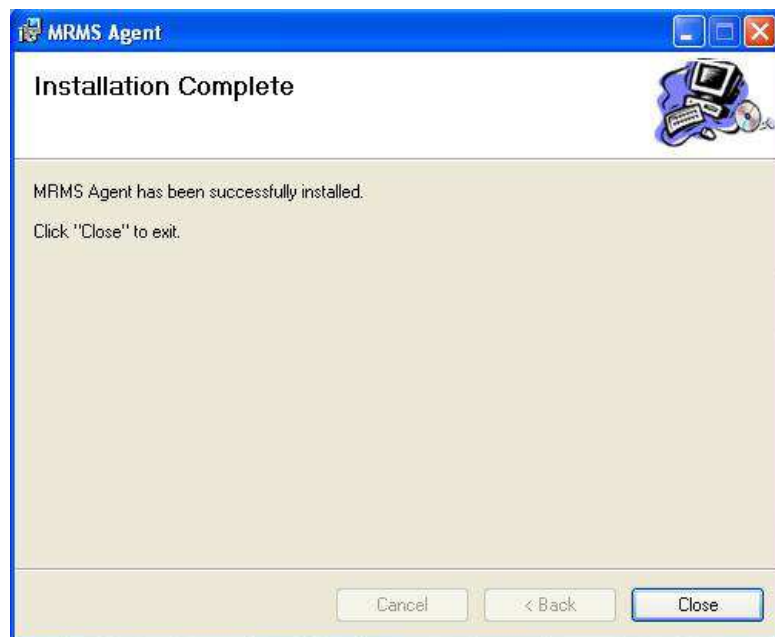 MRMS Agent
Installation Complete
MRMS Agent has been successfully installed.
Click "Close" to exit.
Cancel
< Back
Close